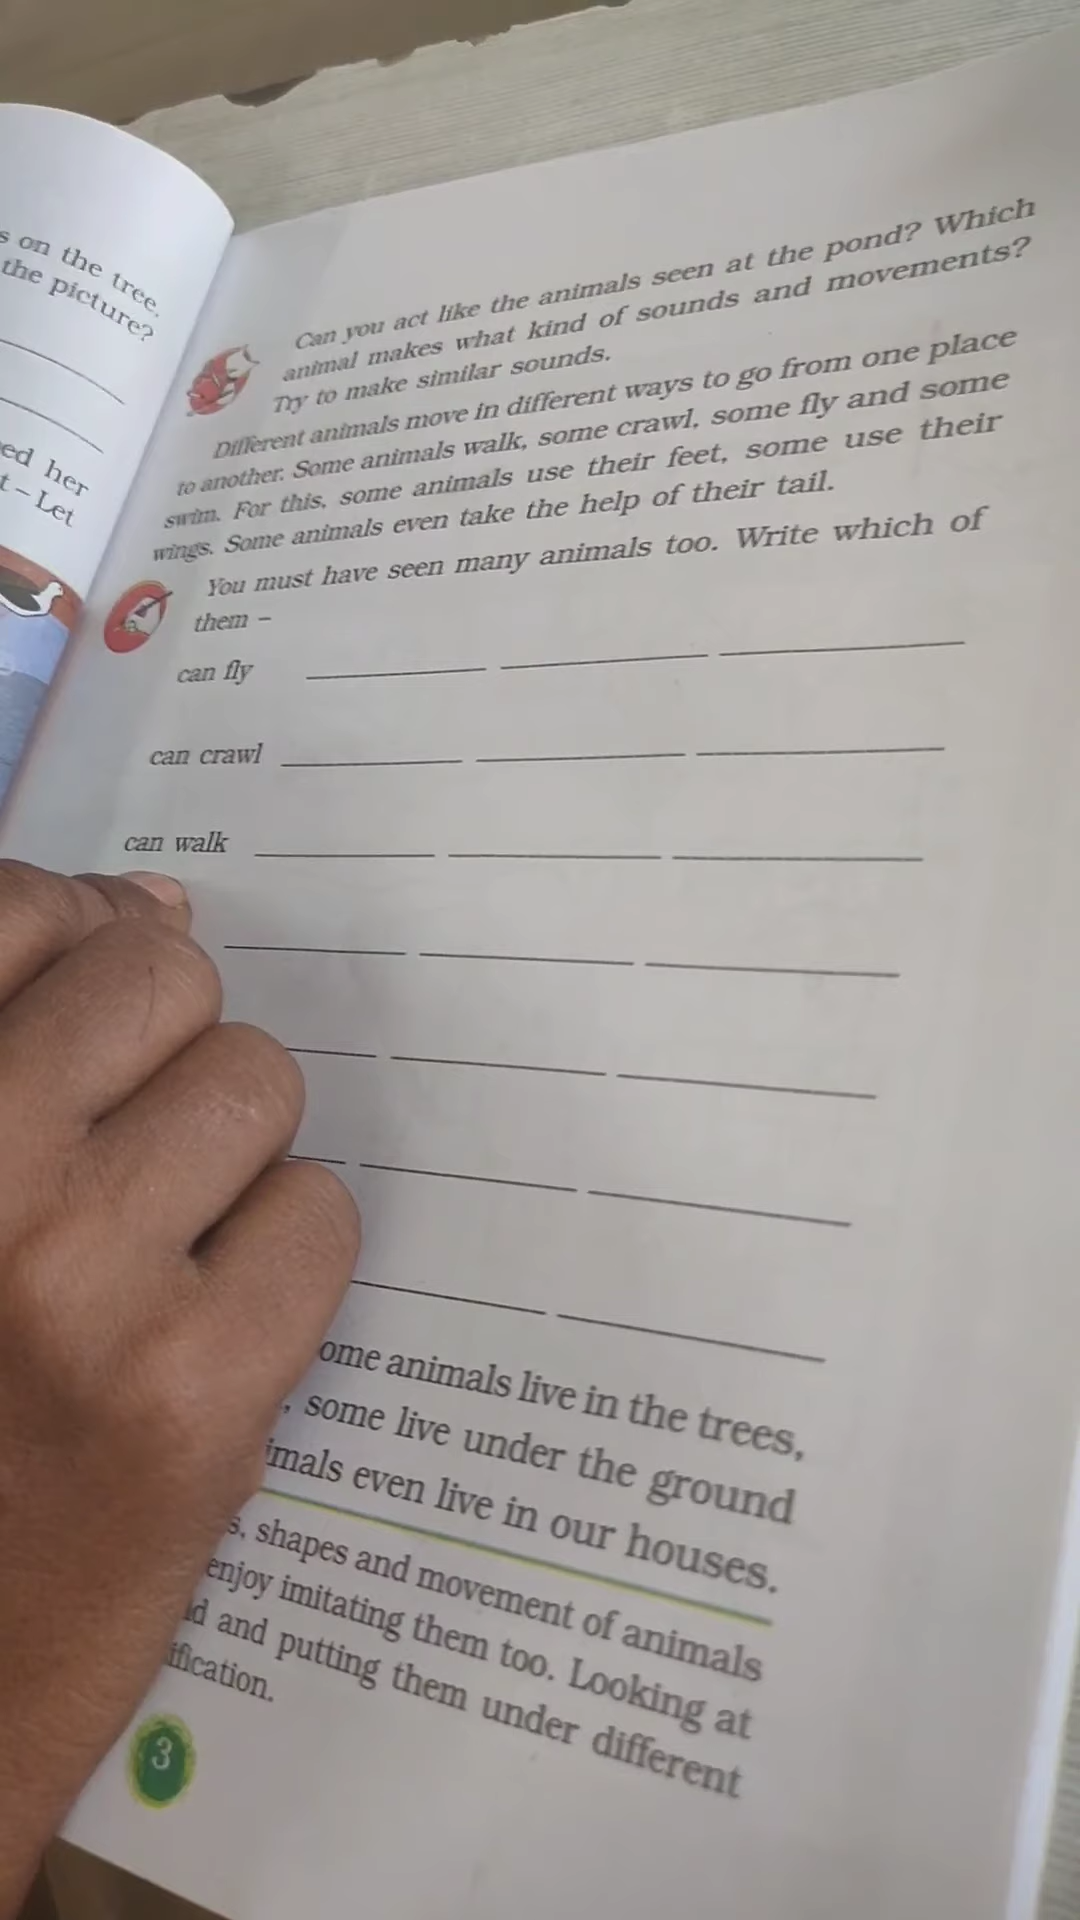 s on the tree.
the picture?
ed her
t – Let
Can you act like the animals seen at the pond? Which
animal makes what kind of sounds and movements?
Try to make similar sounds.
Different animals move in different ways to go from one place
to another. Some animals walk, some crawl, some fly and some
swim. For this, some animals use their feet, some use their
wings. Some animals even take the help of their tail.
You must have seen many animals too. Write which of
them –
can fly
can crawl
can walk
ome animals live in the trees,
, some live under the ground
imals even live in our houses.
s, shapes and movement of animals
enjoy imitating them too. Looking at
ld and putting them under different
ification.
3